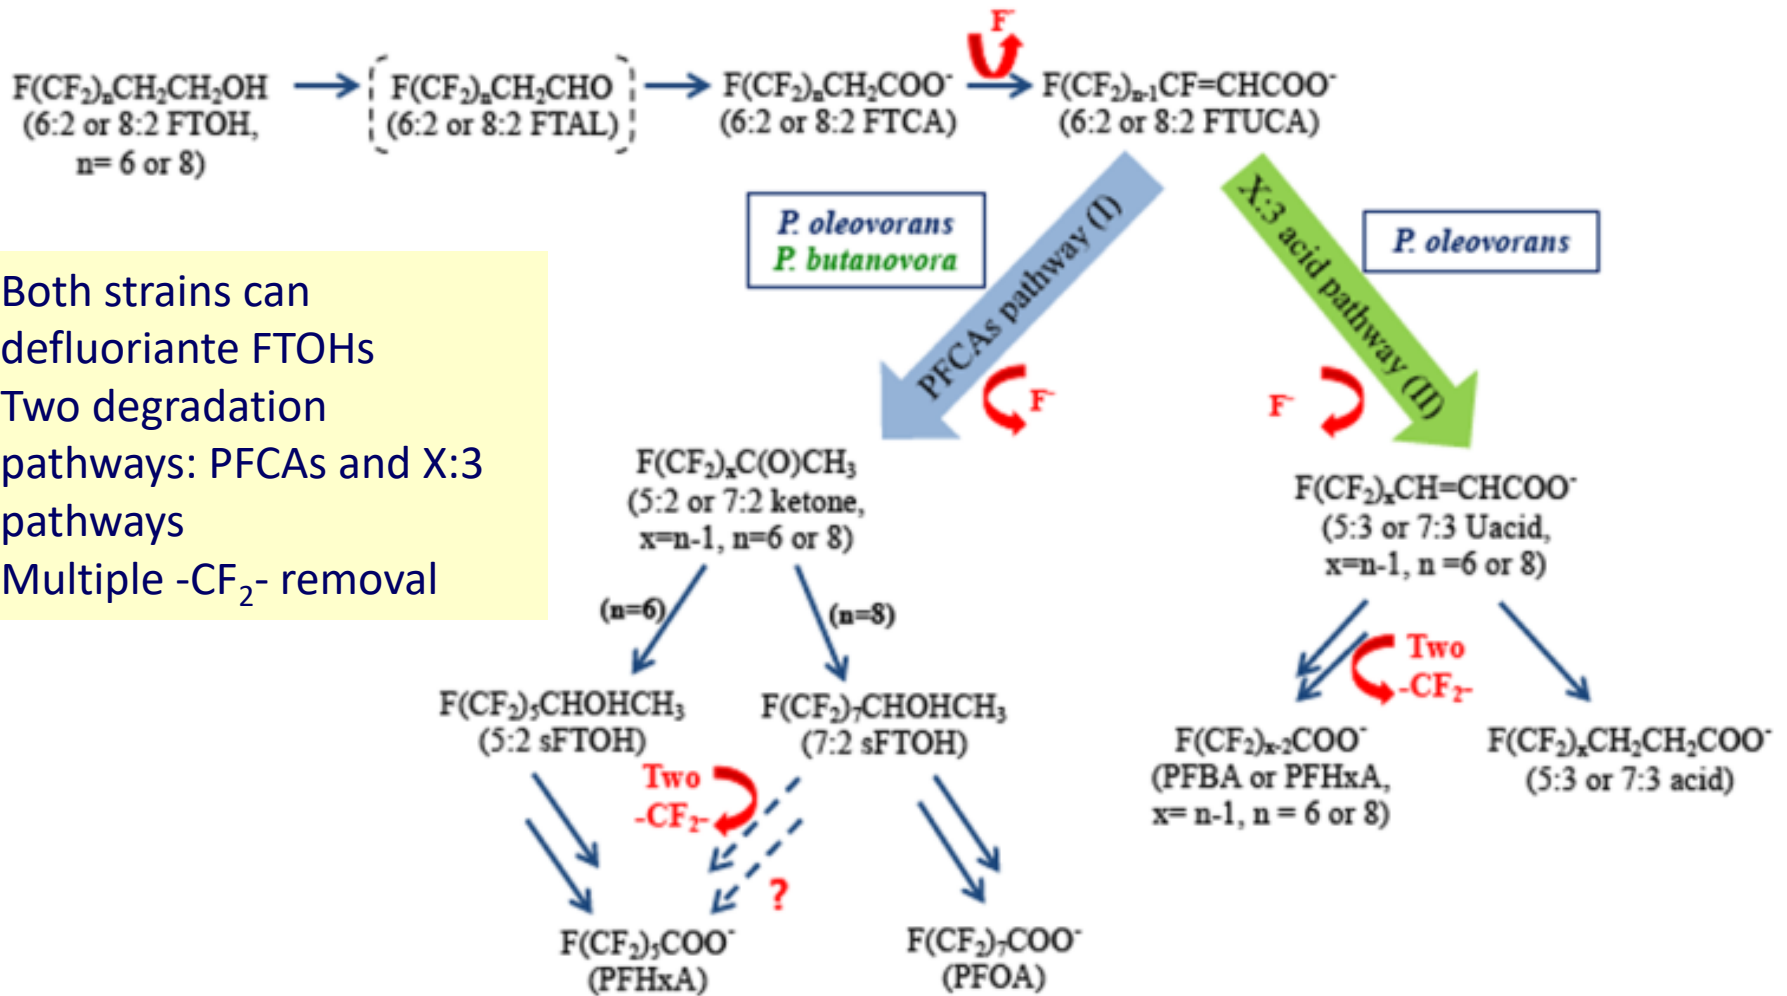 F⁻
F(CF₂)ₙCH₂CH₂OH
(6:2 or 8:2 FTOH,
n= 6 or 8)
F(CF₂)ₙCH₂CHO
(6:2 or 8:2 FTAL)
F(CF₂)ₙCH₂COO⁻
(6:2 or 8:2 FTCA)
F(CF₂)ₙ₋₁CF=CHCOO⁻
(6:2 or 8:2 FTUCA)
P. oleovorans
P. butanovora
PFCAs pathway (I)
X:3 acid pathway (II)
P. oleovorans
Both strains can
defluoriante FTOHs
Two degradation
pathways: PFCAs and X:3
pathways
Multiple -CF₂- removal
F⁻
F⁻
F(CF₂)ₓC(O)CH₃
(5:2 or 7:2 ketone,
x=n-1, n=6 or 8)
F(CF₂)ₓCH=CHCOO⁻
(5:3 or 7:3 Uacid,
x=n-1, n =6 or 8)
(n=6)
(n=8)
Two
-CF₂-
F(CF₂)₅CHOHCH₃
(5:2 sFTOH)
F(CF₂)₇CHOHCH₃
(7:2 sFTOH)
F(CF₂)ₓ₋₂COO⁻
(PFBA or PFHxA,
x= n-1, n = 6 or 8)
F(CF₂)ₓCH₂CH₂COO⁻
(5:3 or 7:3 acid)
Two
-CF₂-
?
F(CF₂)₅COO⁻
(PFHxA)
F(CF₂)₇COO⁻
(PFOA)